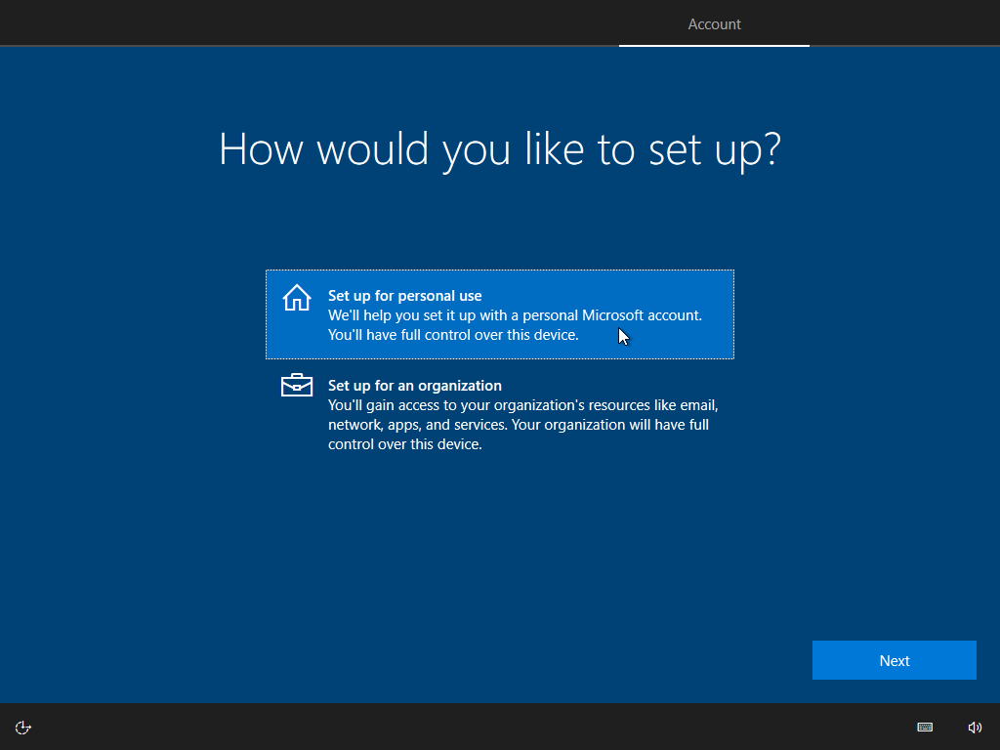 Account
How would you like to set up?
Set up for personal use
We'll help you set it up with a personal Microsoft account.
You'll have full control over this device.
Set up for an organization
You'll gain access to your organization's resources like email,
network, apps, and services. Your organization will have full
control over this device.
Next